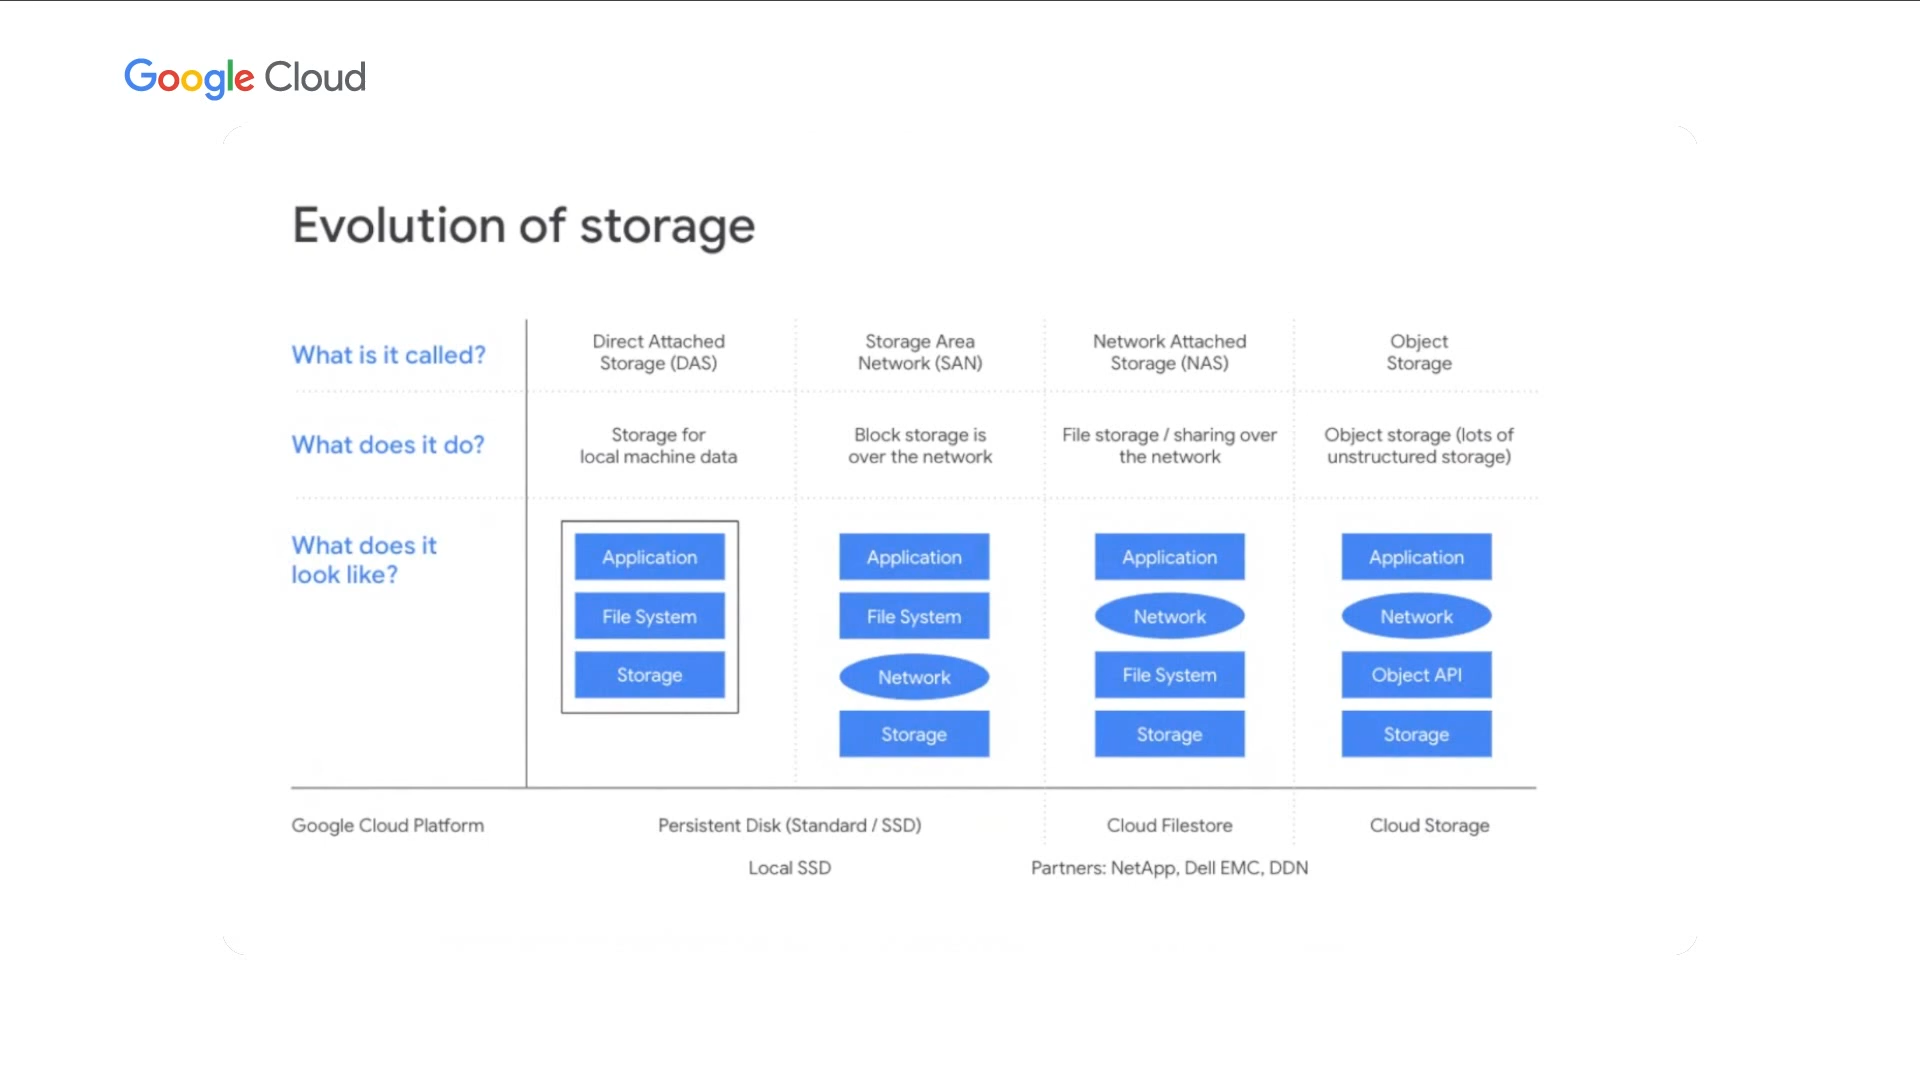 Google Cloud
Evolution of storage
What is it called?
Direct Attached
Storage (DAS)
Storage Area
Network (SAN)
Network Attached
Storage (NAS)
Object
Storage
What does it do?
Storage for
local machine data
Block storage is
over the network
File storage / sharing over
the network
Object storage (lots of
unstructured storage)
What does it
look like?
Application
File System
Storage
Application
File System
Network
Storage
Application
Network
File System
Storage
Application
Network
Object API
Storage
Google Cloud Platform
Persistent Disk (Standard / SSD)
Local SSD
Cloud Filestore
Partners: NetApp, Dell EMC, DDN
Cloud Storage